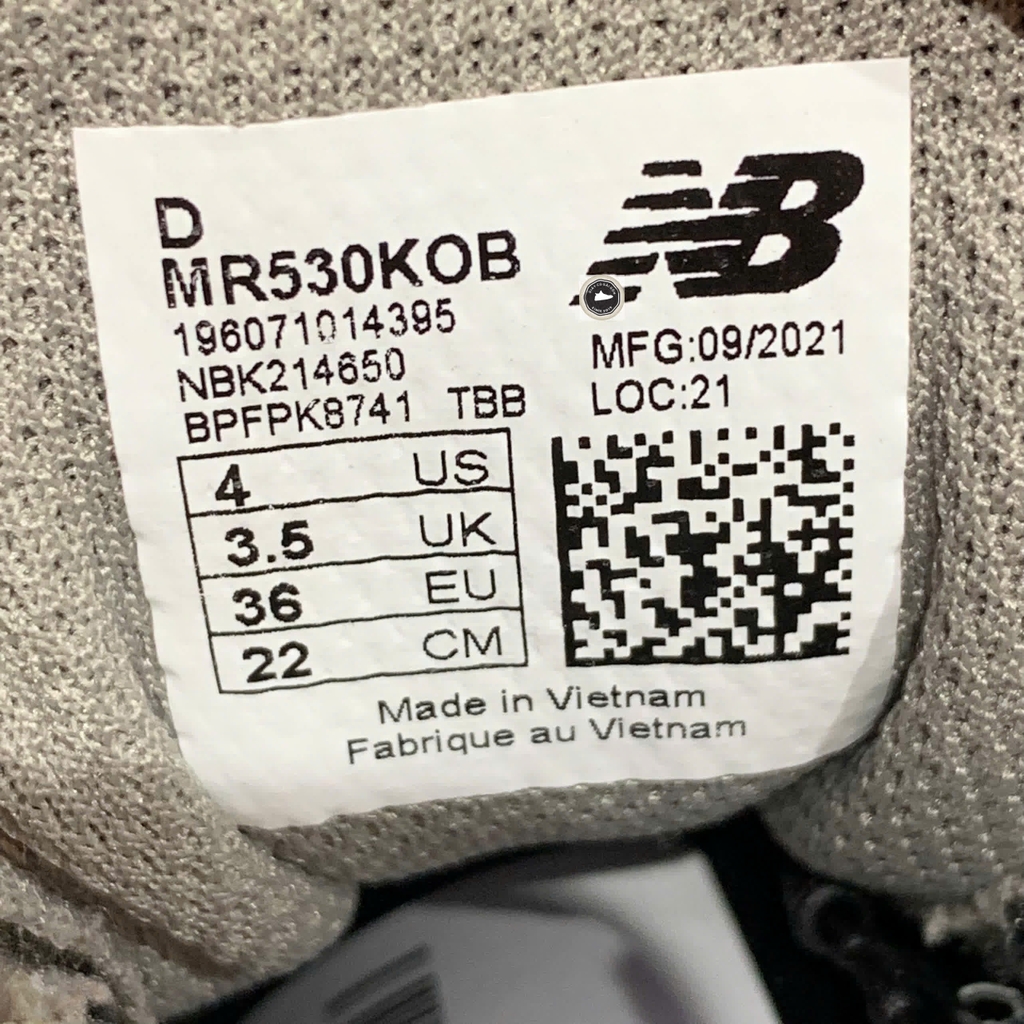 D
MR530KOB
196071014395
NBK214650
BPFPK8741 TBB
NB
MFG:09/2021
LOC:21
4 US
3.5 UK
36 EU
22 CM
Made in Vietnam
Fabrique au Vietnam